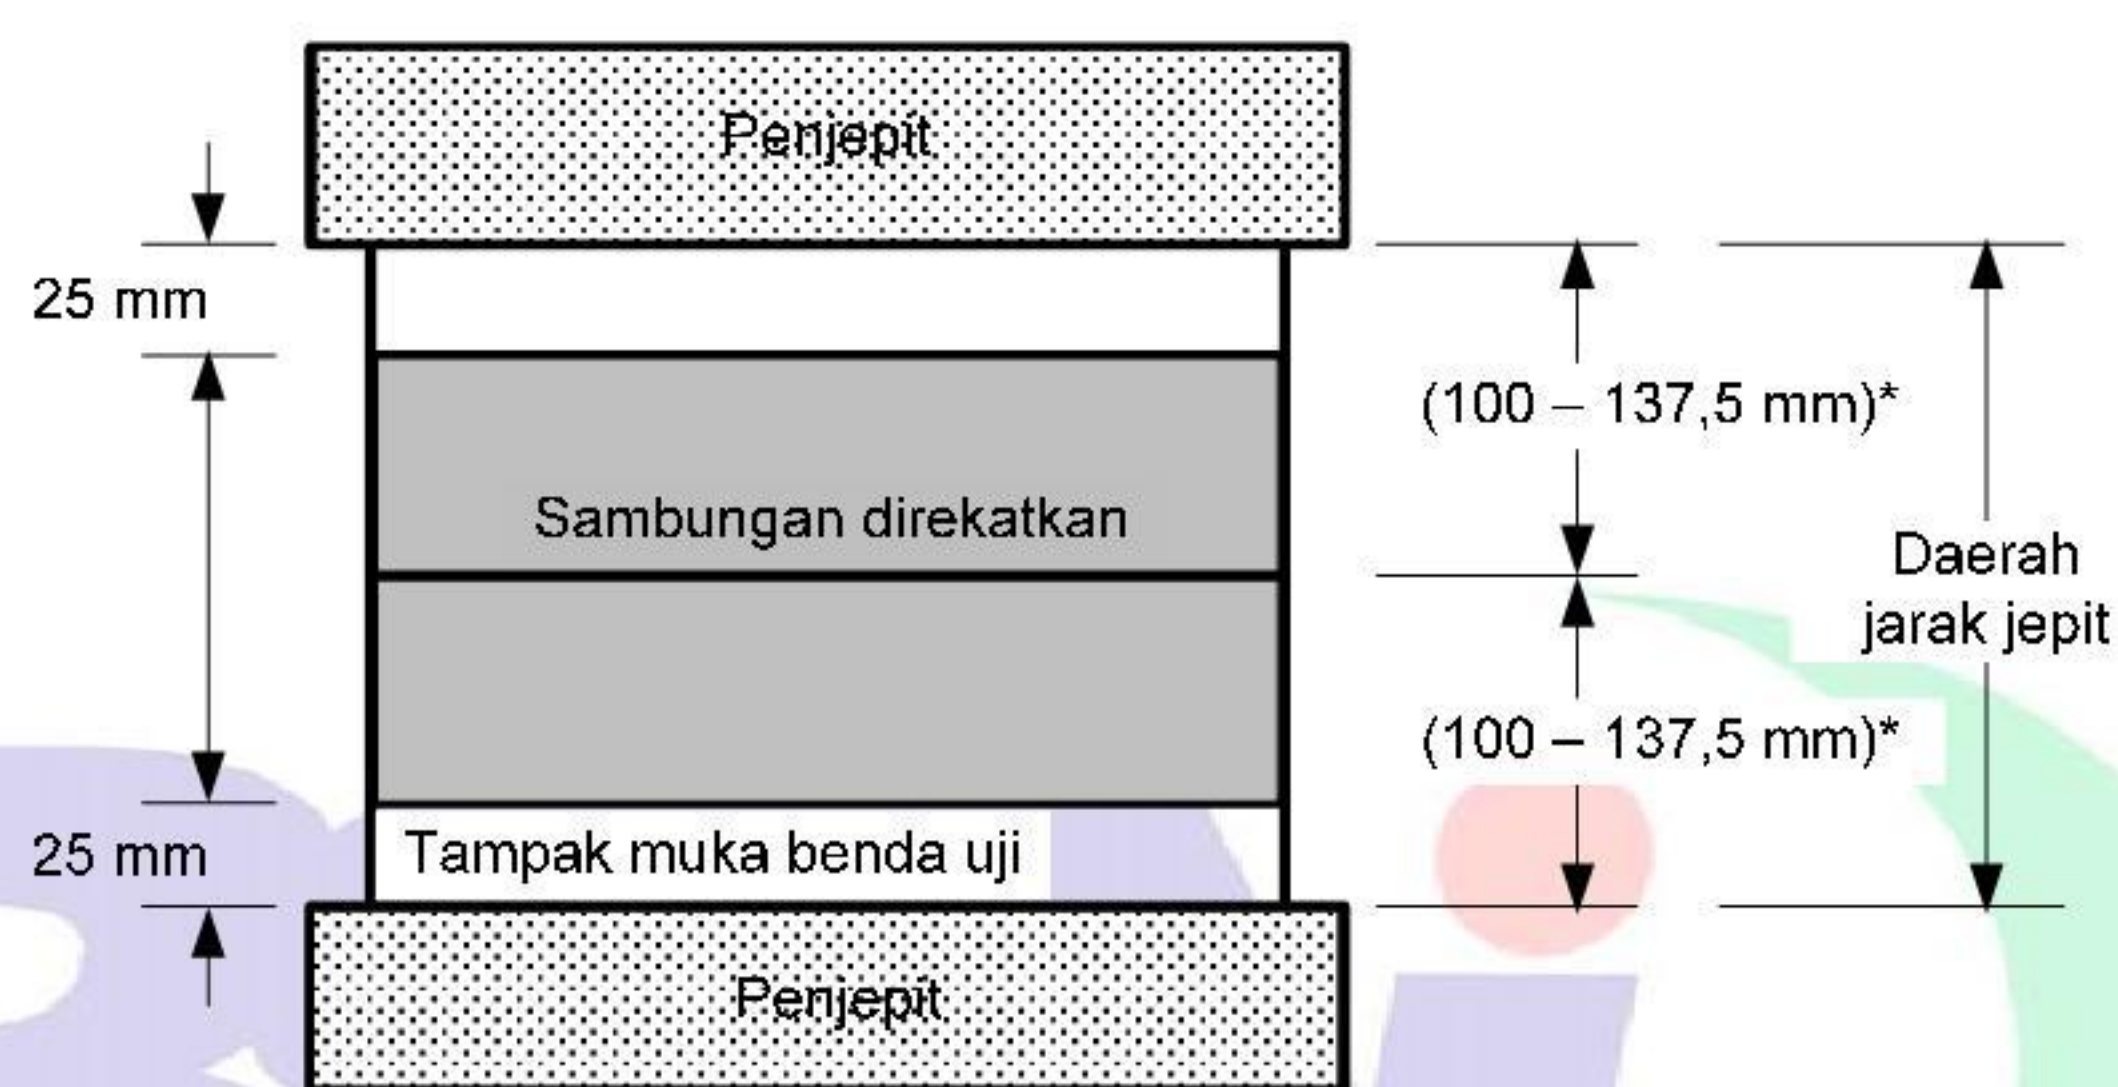 Penjepit
25 mm
(100 – 137,5 mm)*
Sambungan direkatkan
Daerah
jarak jepit
(100 – 137,5 mm)*
25 mm
Tampak muka benda uji
Penjepit